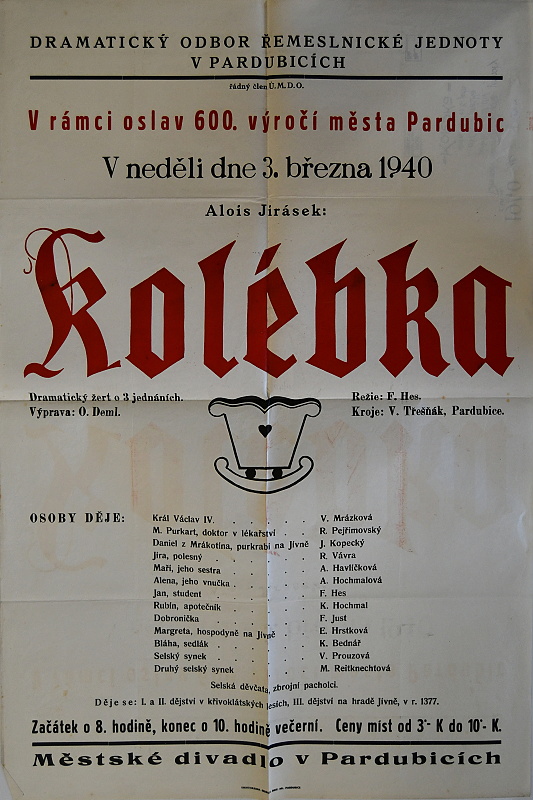 DRAMATICKÝ ODBOR ŘEMESLNICKÉ JEDNOTY
V PARDUBICÍCH
řádný člen Ú.M.D.O.
V rámci oslav 600. výročí města Pardubic
V neděli dne 3. března 1940
Alois Jirásek:
Kolébka
Dramatický žert o 3 jednáních.
Výprava: O. Deml.
Režie: F. Hes.
Kroje: V. Třešňák, Pardubice.
OSOBY DĚJE:
Král Václav IV. . . . . . V. Mrázková
M. Purkart, doktor v lékařství . . R. Pejřimovský
Daniel z Mrákotína, purkrabí na Jivně J. Kopecký
Jíra, polesný . . . . . . R. Vávra
Maří, jeho sestra . . . . . A. Havlíčková
Alena, jeho vnučka . . . . . A. Hochmalová
Jan, student . . . . . . F. Hes
Rubín, apotečník . . . . . K. Hochmal
Dobronička . . . . . . F. Just
Margreta, hospodyně na Jivně . . E. Hrstková
Bláha, sedlák . . . . . . K. Bednář
Selský synek . . . . . . V. Prouzová
Druhý selský synek . . . . M. Reitknechtová
Selská děvčata, zbrojní pacholci.
Děje se: I. a II. dějství v křivoklátských lesích, III. dějství na hradě Jivně, v r. 1377.
Začátek o 8. hodině, konec o 10. hodině večerní. Ceny míst od 3·- K do 10·- K.
Městské divadlo v Pardubicích